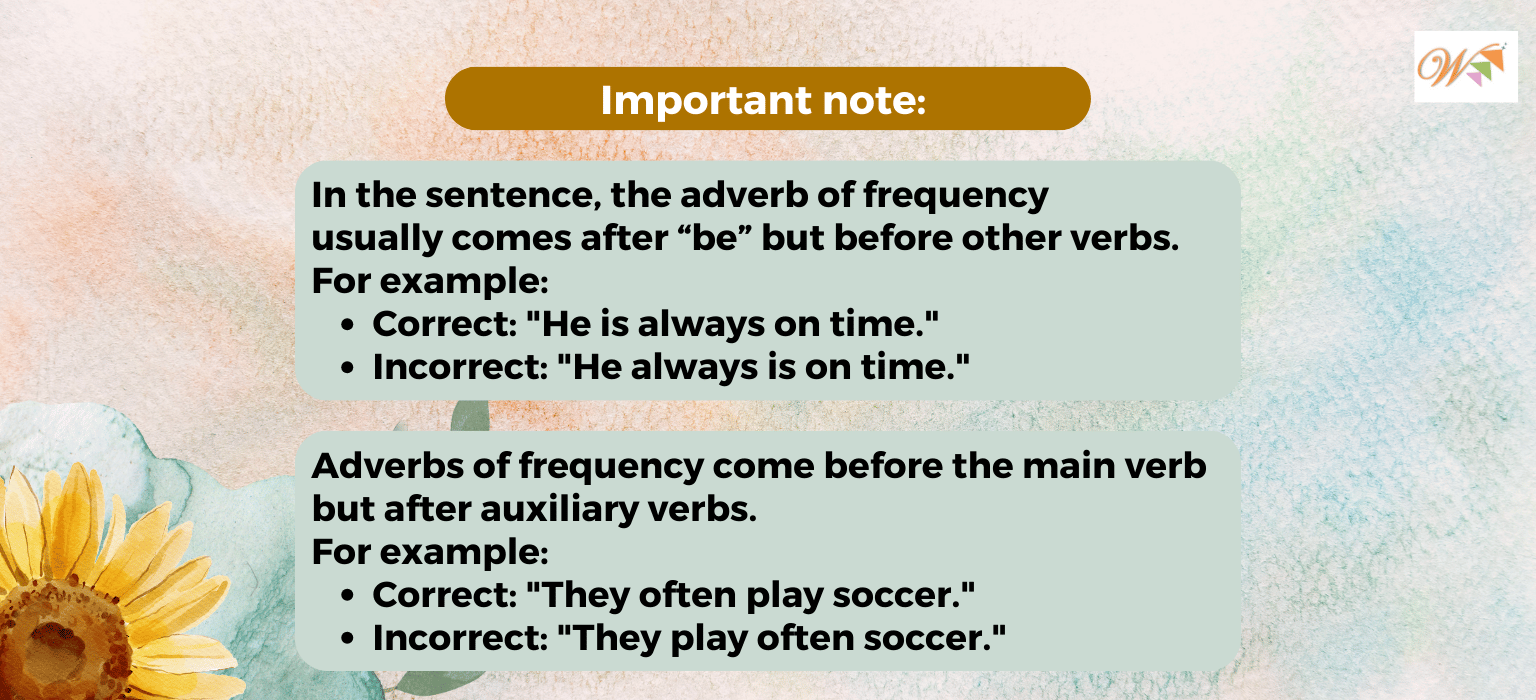 Important note:
In the sentence, the adverb of frequency
usually comes after “be” but before other verbs.
For example:
• Correct: "He is always on time."
• Incorrect: "He always is on time."
Adverbs of frequency come before the main verb
but after auxiliary verbs.
For example:
• Correct: "They often play soccer."
• Incorrect: "They play often soccer."
W